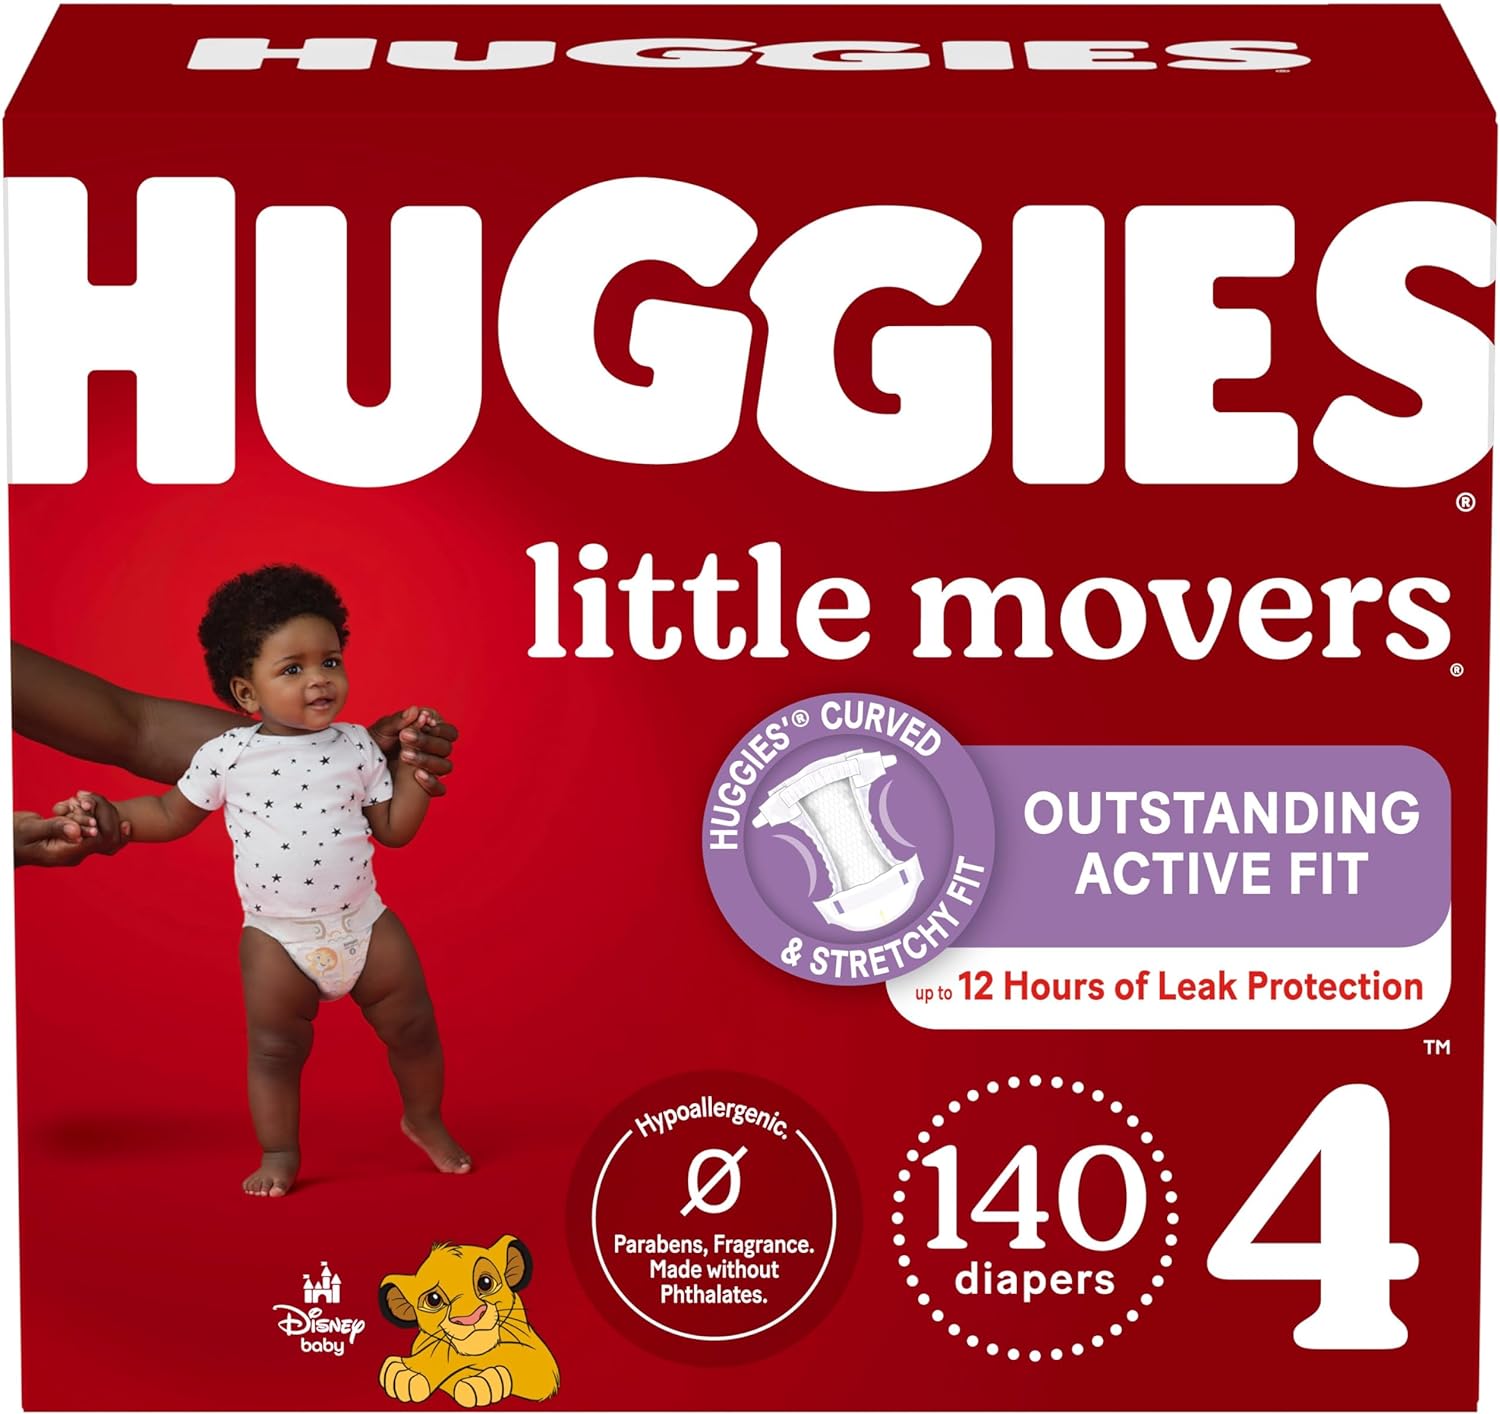 HUGGIES
HUGGIES®
little movers®
HUGGIES'® CURVED
& STRETCHY FIT
OUTSTANDING
ACTIVE FIT
up to 12 Hours of Leak Protection
TM
Hypoallergenic.
Ø
Parabens, Fragrance.
Made without
Phthalates.
140
diapers
4
Disney
baby